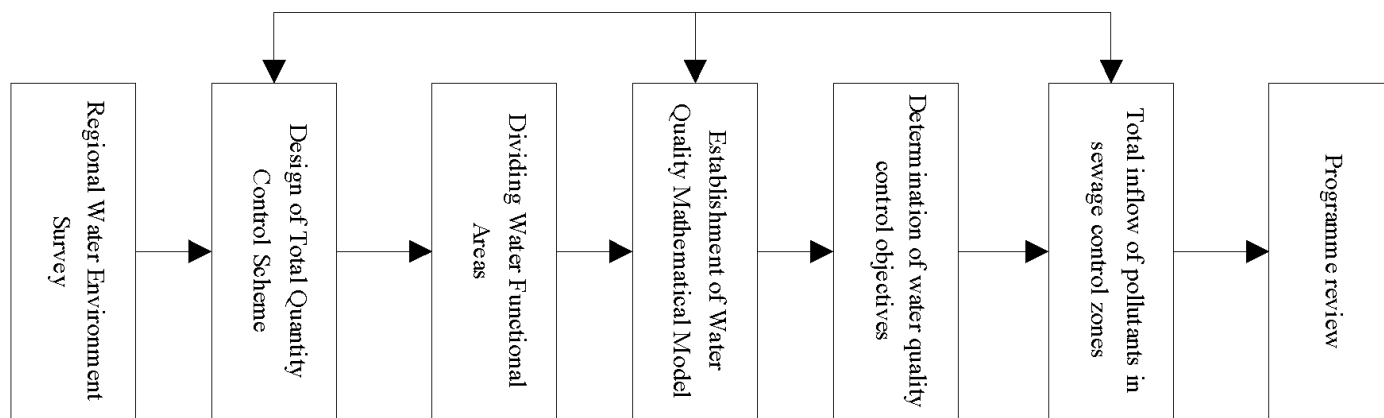 Regional Water Environment
Survey
Design of Total Quantity
Control Scheme
Dividing Water Functional
Areas
Establishment of Water
Quality Mathematical Model
Determination of water quality
control objectives
Total inflow of pollutants in
sewage control zones
Programme review